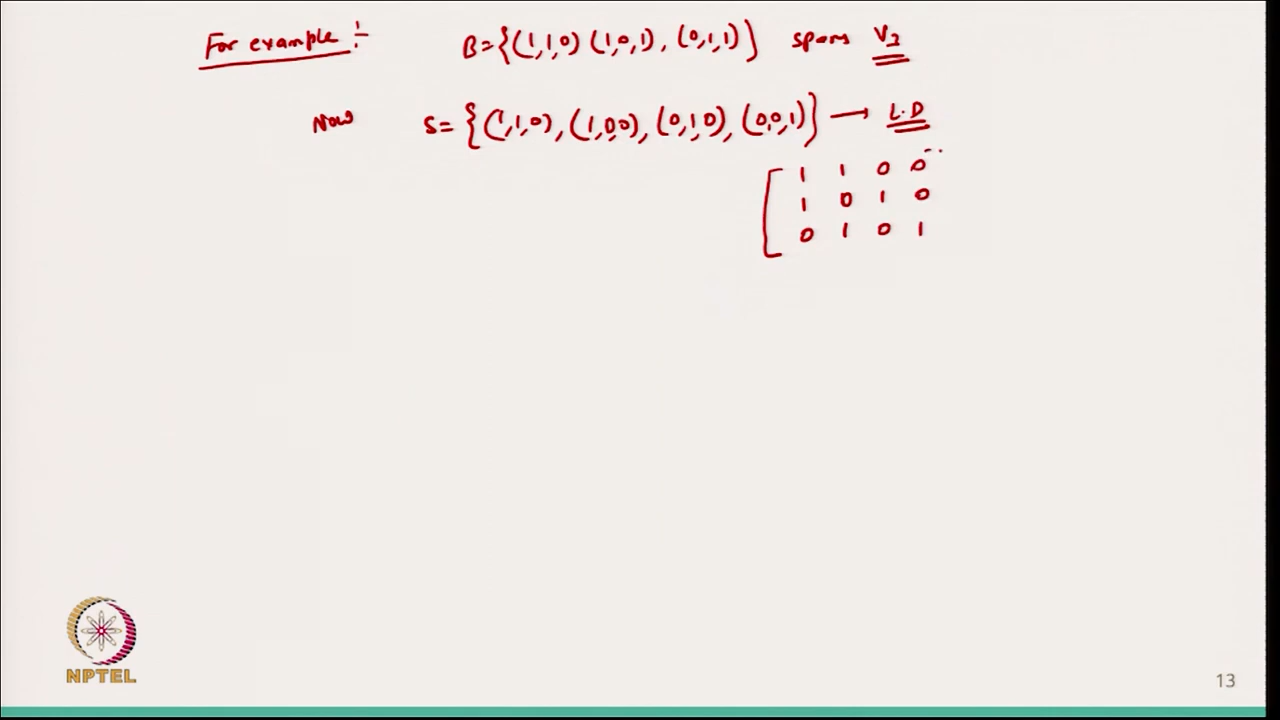 For example :-
B = {(1,1,0) (1,0,1), (0,1,1)} spans V3
Now S = {(1,1,0), (1,0,0), (0,1,0), (0,0,1)} → L.D
[ 1 1 0 0
1 0 1 0
0 1 0 1
NPTEL
13